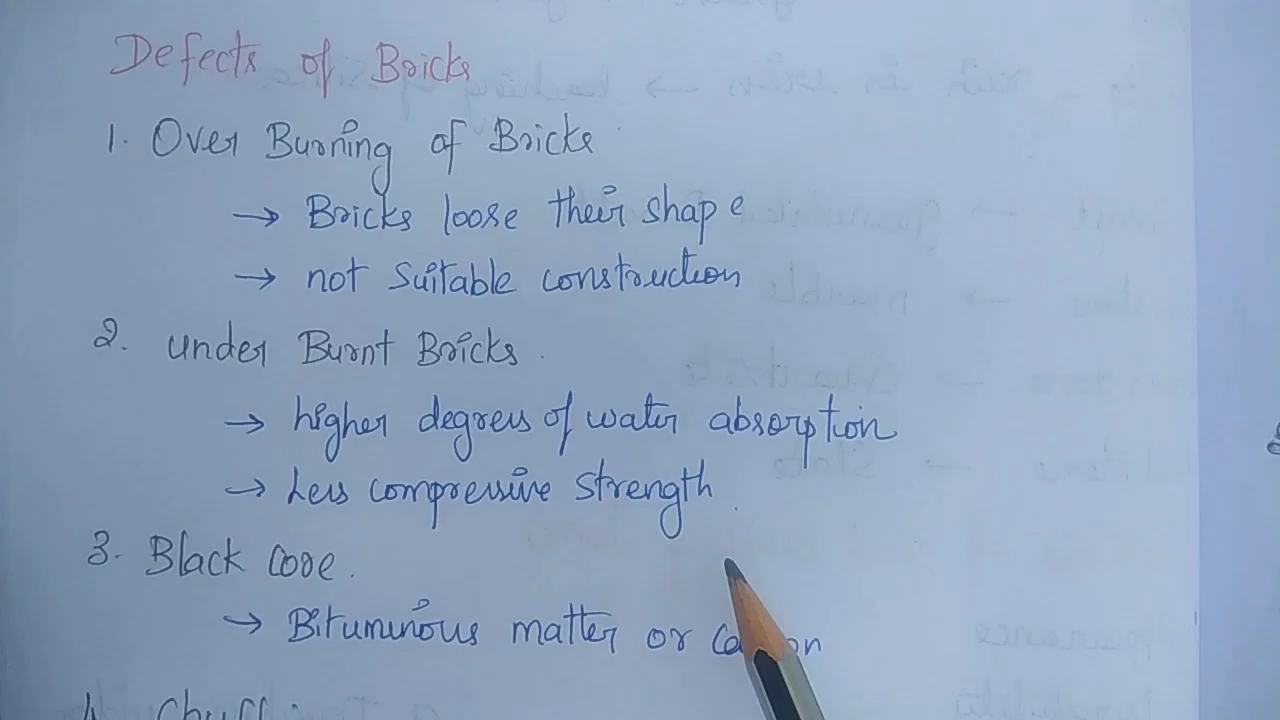 Defects of Bricks
1. Over Burning of Bricks
→ Bricks loose their shape
→ not suitable construction
2. under Burnt Bricks.
→ higher degrees of water absorption
→ Less compressive strength.
3. Black core.
→ Bituminous matter or
4.